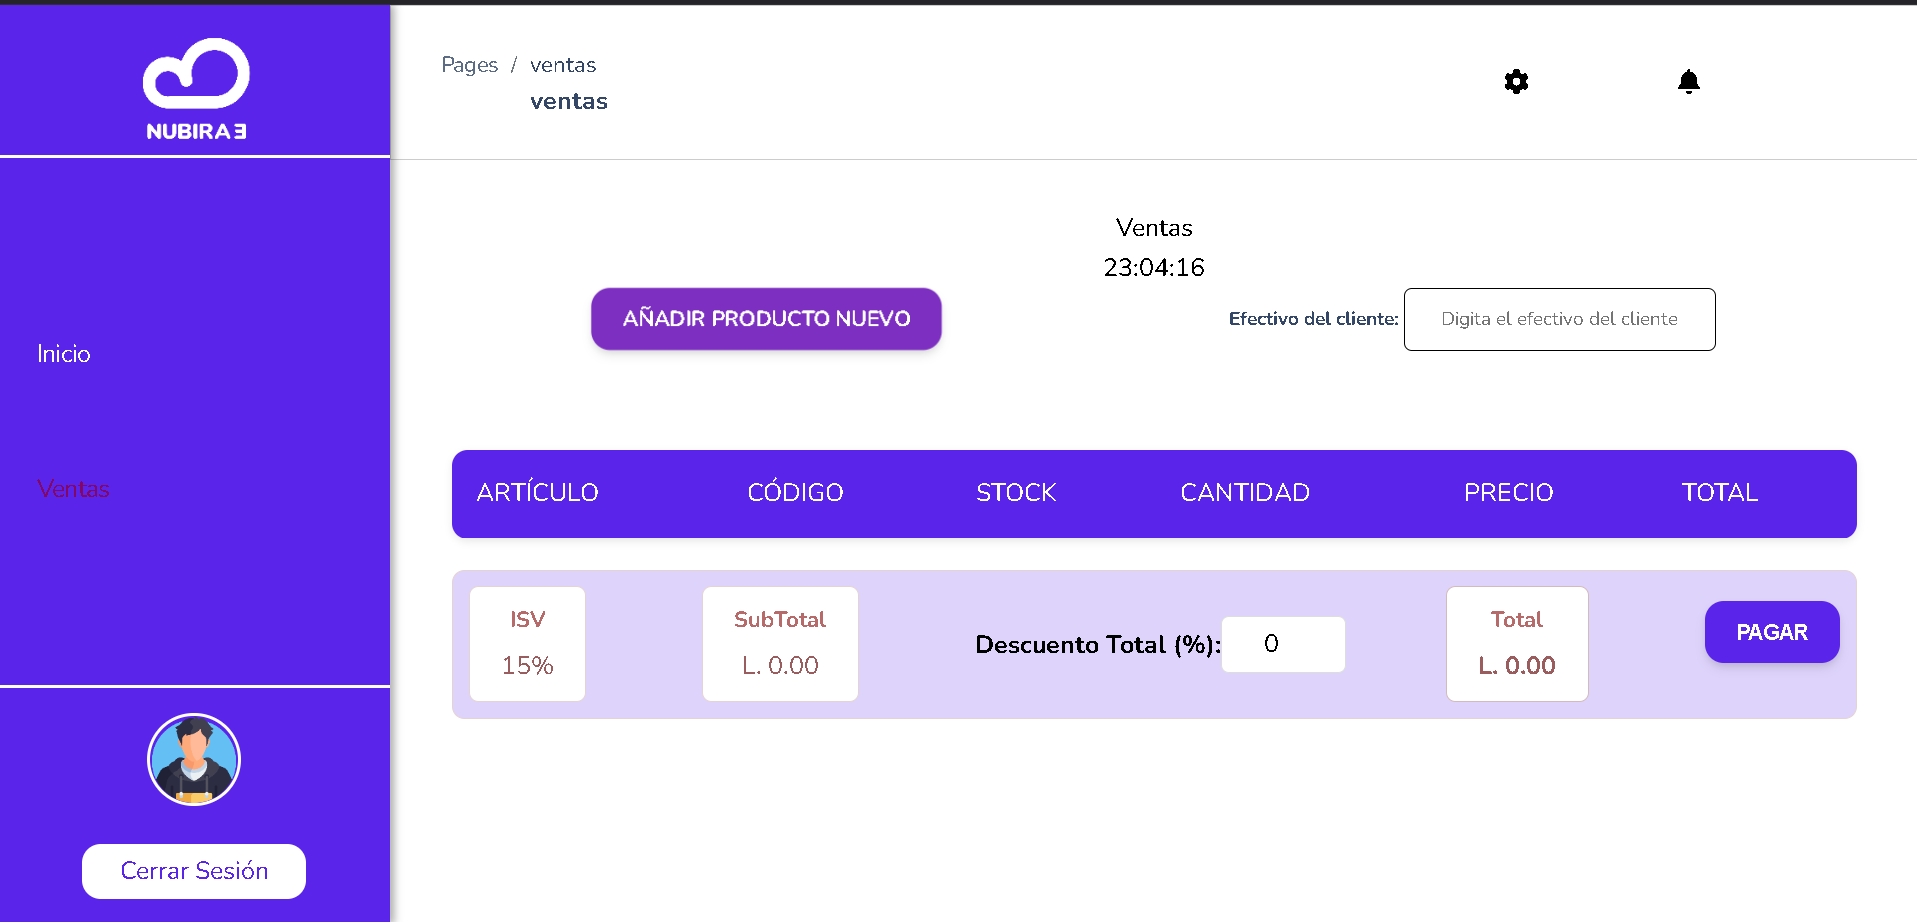 NUBIRA3
Pages / ventas
ventas
Inicio
Ventas
Cerrar Sesión
Ventas
23:04:16
AÑADIR PRODUCTO NUEVO
Efectivo del cliente: Digita el efectivo del cliente
ARTÍCULO CÓDIGO STOCK CANTIDAD PRECIO TOTAL
ISV
15%
SubTotal
L. 0.00
Descuento Total (%): 0
Total
L. 0.00
PAGAR